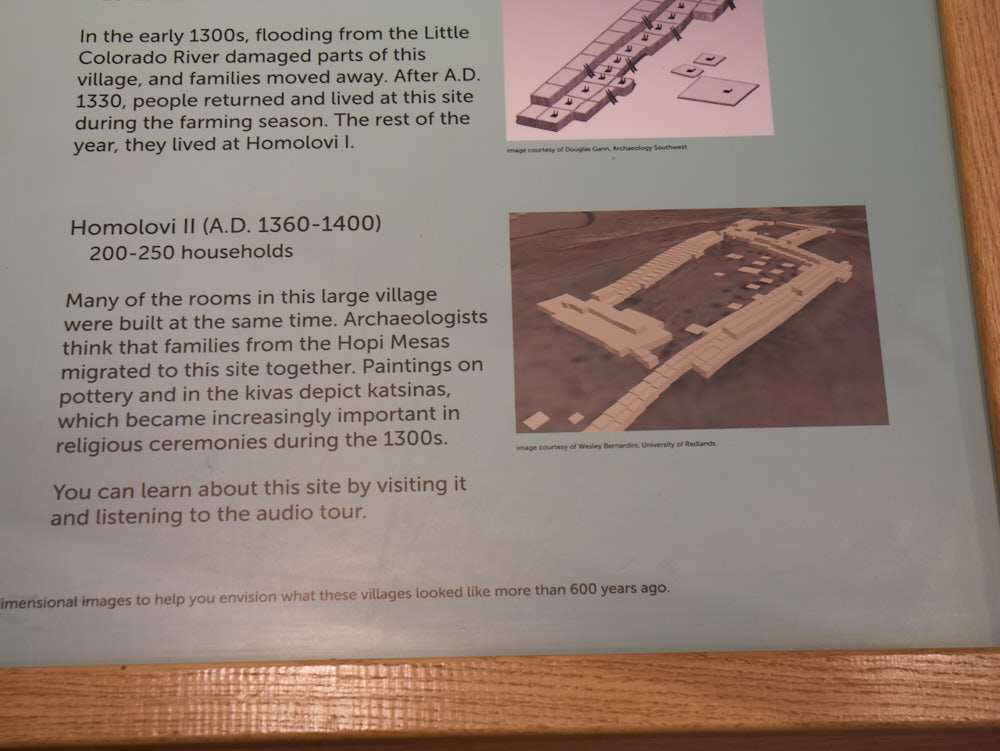 In the early 1300s, flooding from the Little
Colorado River damaged parts of this
village, and families moved away. After A.D.
1330, people returned and lived at this site
during the farming season. The rest of the
year, they lived at Homolovi I.
image courtesy of Douglas Gann, Archaeology Southwest
Homolovi II (A.D. 1360-1400)
200-250 households
Many of the rooms in this large village
were built at the same time. Archaeologists
think that families from the Hopi Mesas
migrated to this site together. Paintings on
pottery and in the kivas depict katsinas,
which became increasingly important in
religious ceremonies during the 1300s.
image courtesy of Wesley Bernardini, University of Redlands
You can learn about this site by visiting it
and listening to the audio tour.
imensional images to help you envision what these villages looked like more than 600 years ago.